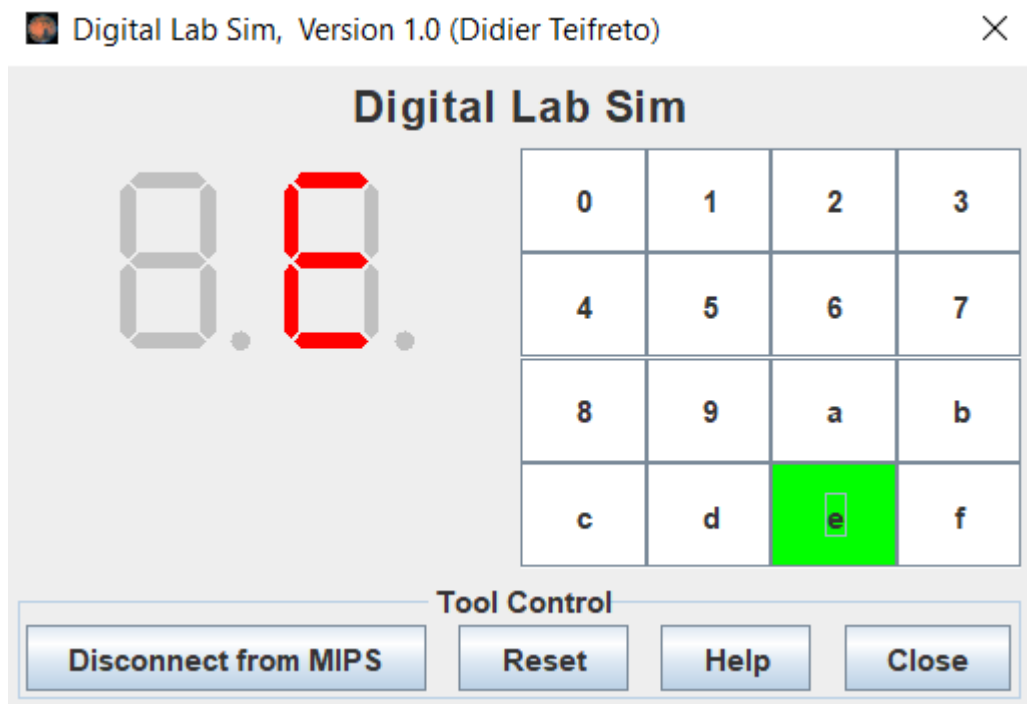 Digital Lab Sim, Version 1.0 (Didier Teifreto)
Digital Lab Sim
E
0 1 2 3
4 5 6 7
8 9 a b
c d e f
Tool Control
Disconnect from MIPS Reset Help Close